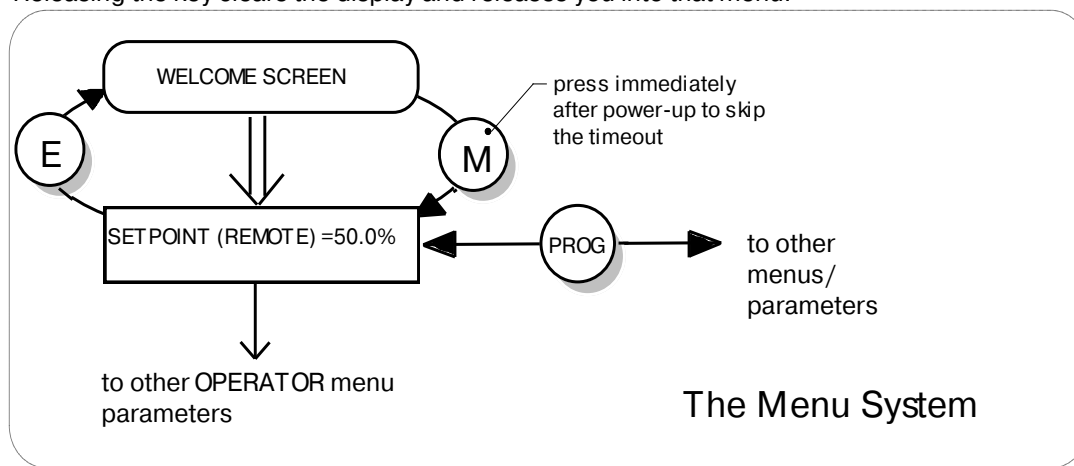 Releasing the key clears the display and releases you into that menu.
WELCOME SCREEN
press immediately
after power-up to skip
the timeout
E
M
SETPOINT (REMOTE) =50.0%
PROG
to other
menus/
parameters
to other OPERATOR menu
parameters
The Menu System